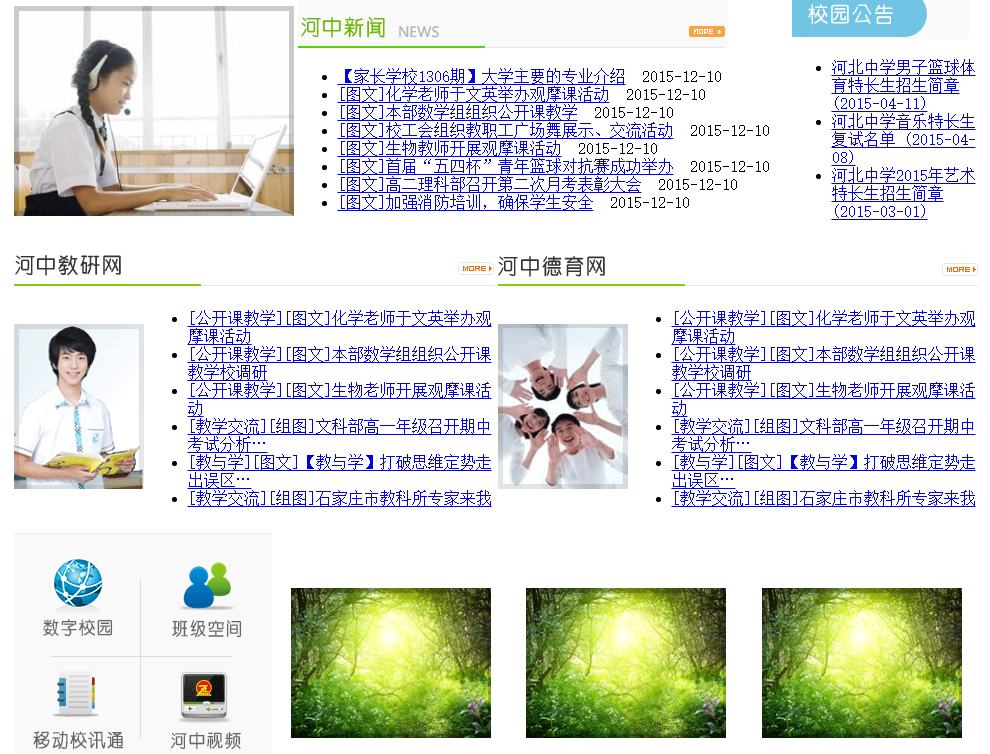 河中新闻 NEWS
MORE
校园公告
【家长学校1306期】大学主要的专业介绍 2015-12-10
[图文]化学老师于文英举办观摩课活动 2015-12-10
[图文]本部数学组组织公开课教学 2015-12-10
[图文]校工会组织教职工广场舞展示、交流活动 2015-12-10
[图文]生物教师开展观摩课活动 2015-12-10
[图文]首届“五四杯”青年篮球对抗赛成功举办 2015-12-10
[图文]高二理科部召开第二次月考表彰大会 2015-12-10
[图文]加强消防培训，确保学生安全 2015-12-10
河北中学男子篮球体
育特长生招生简章
(2015-04-11)
河北中学音乐特长生
复试名单 (2015-04-
08)
河北中学2015年艺术
特长生招生简章
(2015-03-01)
河中教研网
MORE
[公开课教学][图文]化学老师于文英举办观
摩课活动
[公开课教学][图文]本部数学组组织公开课
教学校调研
[公开课教学][图文]生物老师开展观摩课活
动
[教学交流][组图]文科部高一年级召开期中
考试分析…
[教与学][图文]【教与学】打破思维定势走
出误区…
[教学交流][组图]石家庄市教科所专家来我
河中德育网
MORE
[公开课教学][图文]化学老师于文英举办观
摩课活动
[公开课教学][图文]本部数学组组织公开课
教学校调研
[公开课教学][图文]生物老师开展观摩课活
动
[教学交流][组图]文科部高一年级召开期中
考试分析…
[教与学][图文]【教与学】打破思维定势走
出误区…
[教学交流][组图]石家庄市教科所专家来我
数字校园
班级空间
移动校讯通
河中视频